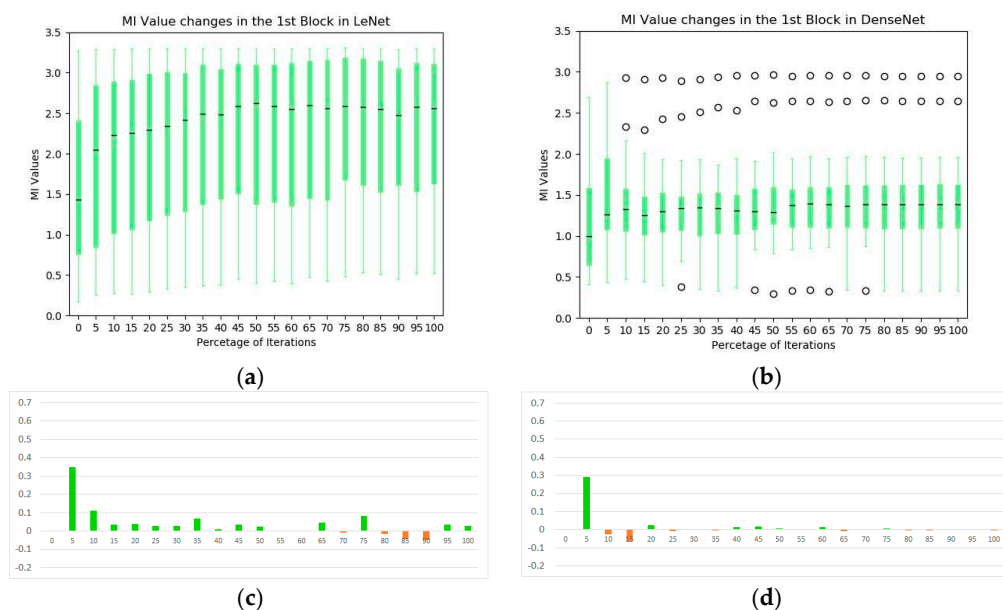 MI Value changes in the 1st Block in LeNet
3.5
3.0
2.5
2.0
1.5
1.0
0.5
0.0
MI Values
0 5 10 15 20 25 30 35 40 45 50 55 60 65 70 75 80 85 90 95 100
Percetage of Iterations
(a)
MI Value changes in the 1st Block in DenseNet
3.5
3.0
2.5
2.0
1.5
1.0
0.5
0.0
MI Values
0 5 10 15 20 25 30 35 40 45 50 55 60 65 70 75 80 85 90 95 100
Percetage of Iterations
(b)
0.7
0.6
0.5
0.4
0.3
0.2
0.1
0
-0.1
-0.2
0 5 10 15 20 25 30 35 40 45 50 55 60 65 70 75 80 85 90 95 100
(c)
0.7
0.6
0.5
0.4
0.3
0.2
0.1
0
-0.1
-0.2
0 5 10 15 20 25 30 35 40 45 50 55 60 65 70 75 80 85 90 95 100
(d)